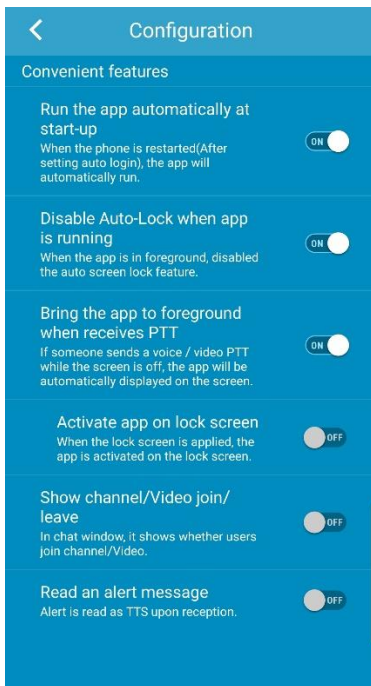 Configuration
Convenient features
Run the app automatically at
start-up
When the phone is restarted(After
setting auto login), the app will
automatically run.
ON
Disable Auto-Lock when app
is running
When the app is in foreground, disabled
the auto screen lock feature.
ON
Bring the app to foreground
when receives PTT
If someone sends a voice / video PTT
while the screen is off, the app will be
automatically displayed on the screen.
ON
Activate app on lock screen
When the lock screen is applied, the
app is activated on the lock screen.
OFF
Show channel/Video join/
leave
In chat window, it shows whether users
join channel/Video.
OFF
Read an alert message
Alert is read as TTS upon reception.
OFF